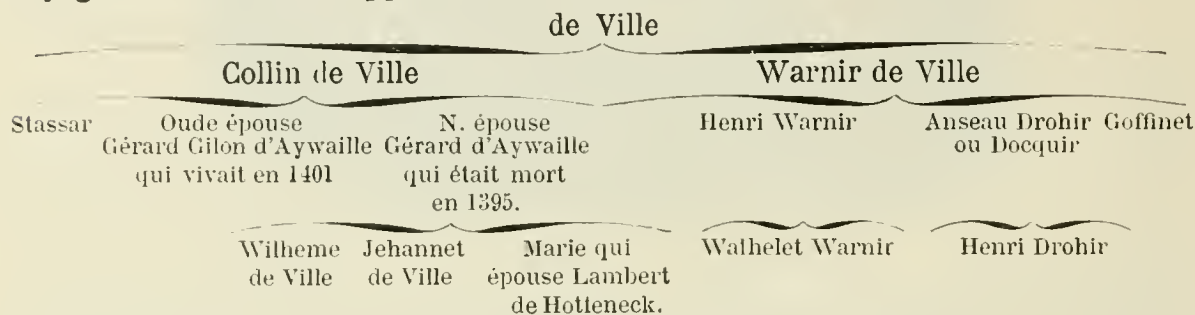 de Ville
Collin de Ville Warnir de Ville
Stassar Oude épouse N. épouse Henri Warnir Anseau Drohir Goffinet
Gérard Gilon d'Aywaille Gérard d'Aywaille ou Docquir
qui vivait en 1401 qui était mort
en 1395.
Wilheme Jehannet Marie qui Walhelet Warnir Henri Drohir
de Ville de Ville épouse Lambert
de Hotteneck.